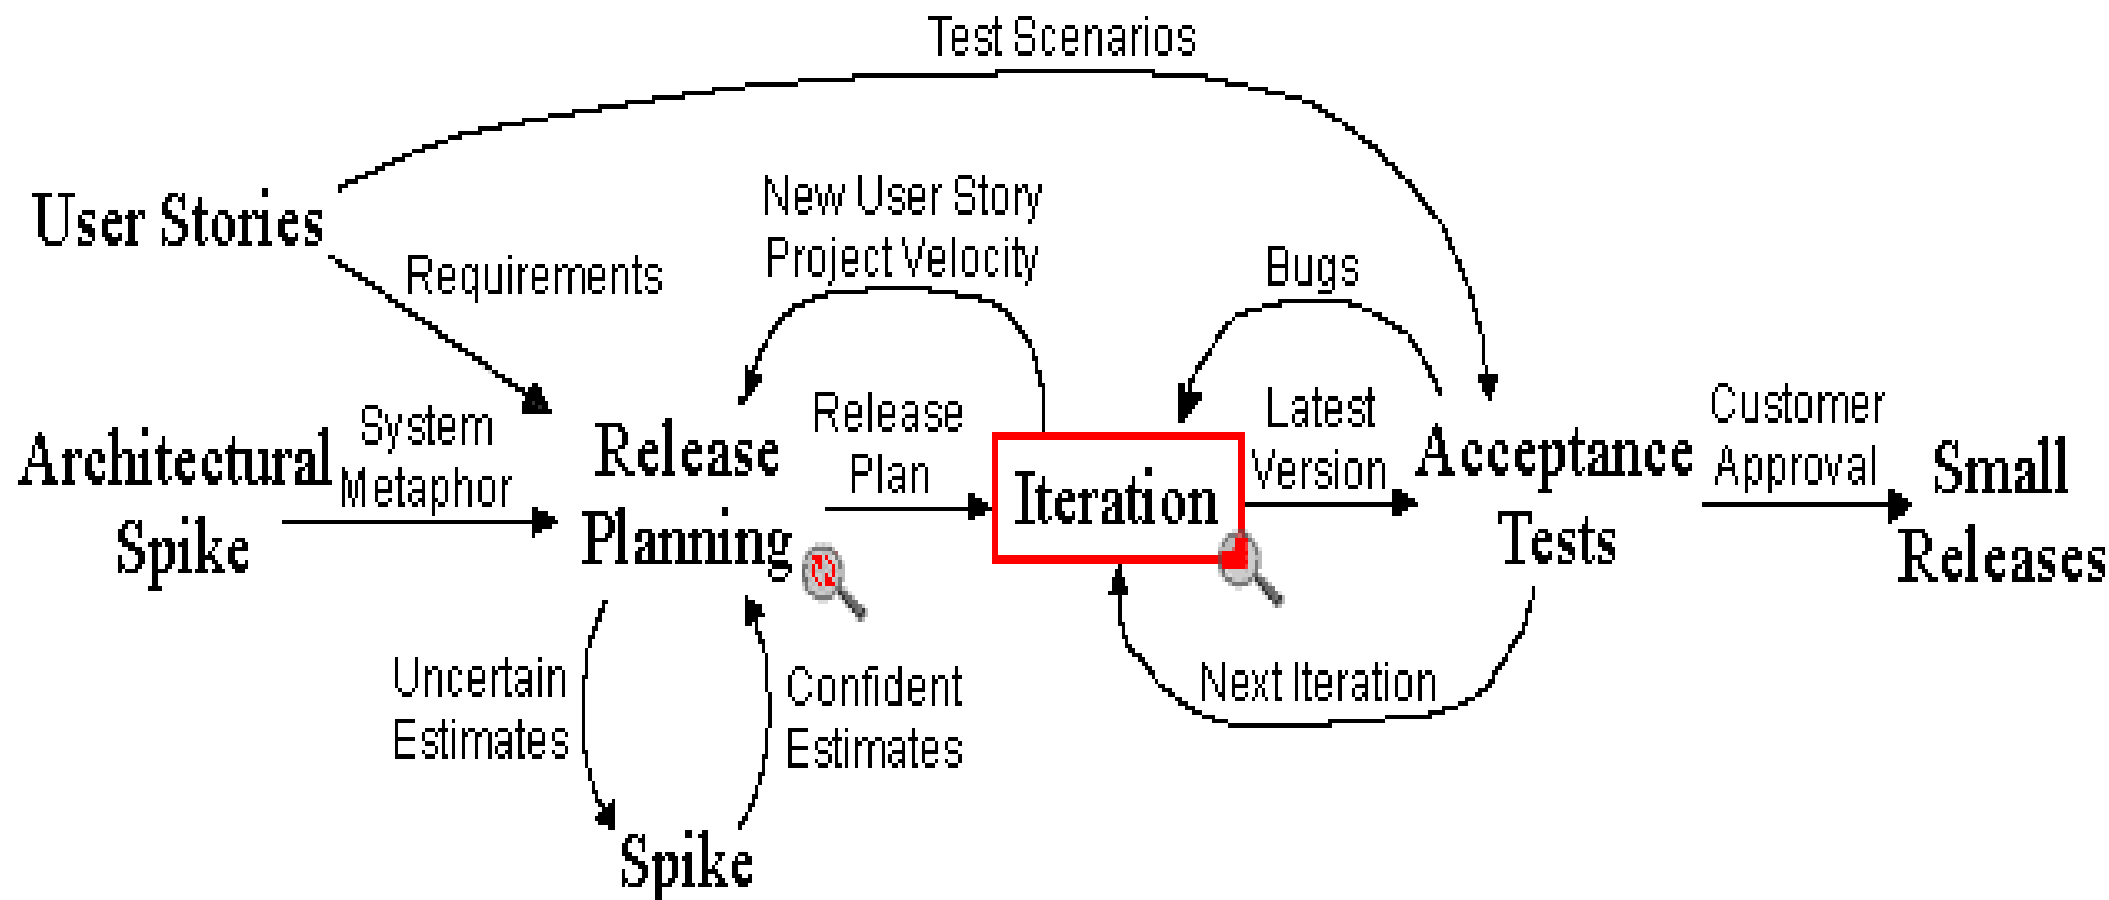 Test Scenarios
User Stories
New User Story
Project Velocity
Requirements
Bugs
Architectural
Spike
System
Metaphor
Release
Planning
Release
Plan
Iteration
Latest
Version
Acceptance
Tests
Customer
Approval
Small
Releases
Uncertain
Estimates
Confident
Estimates
Next Iteration
Spike